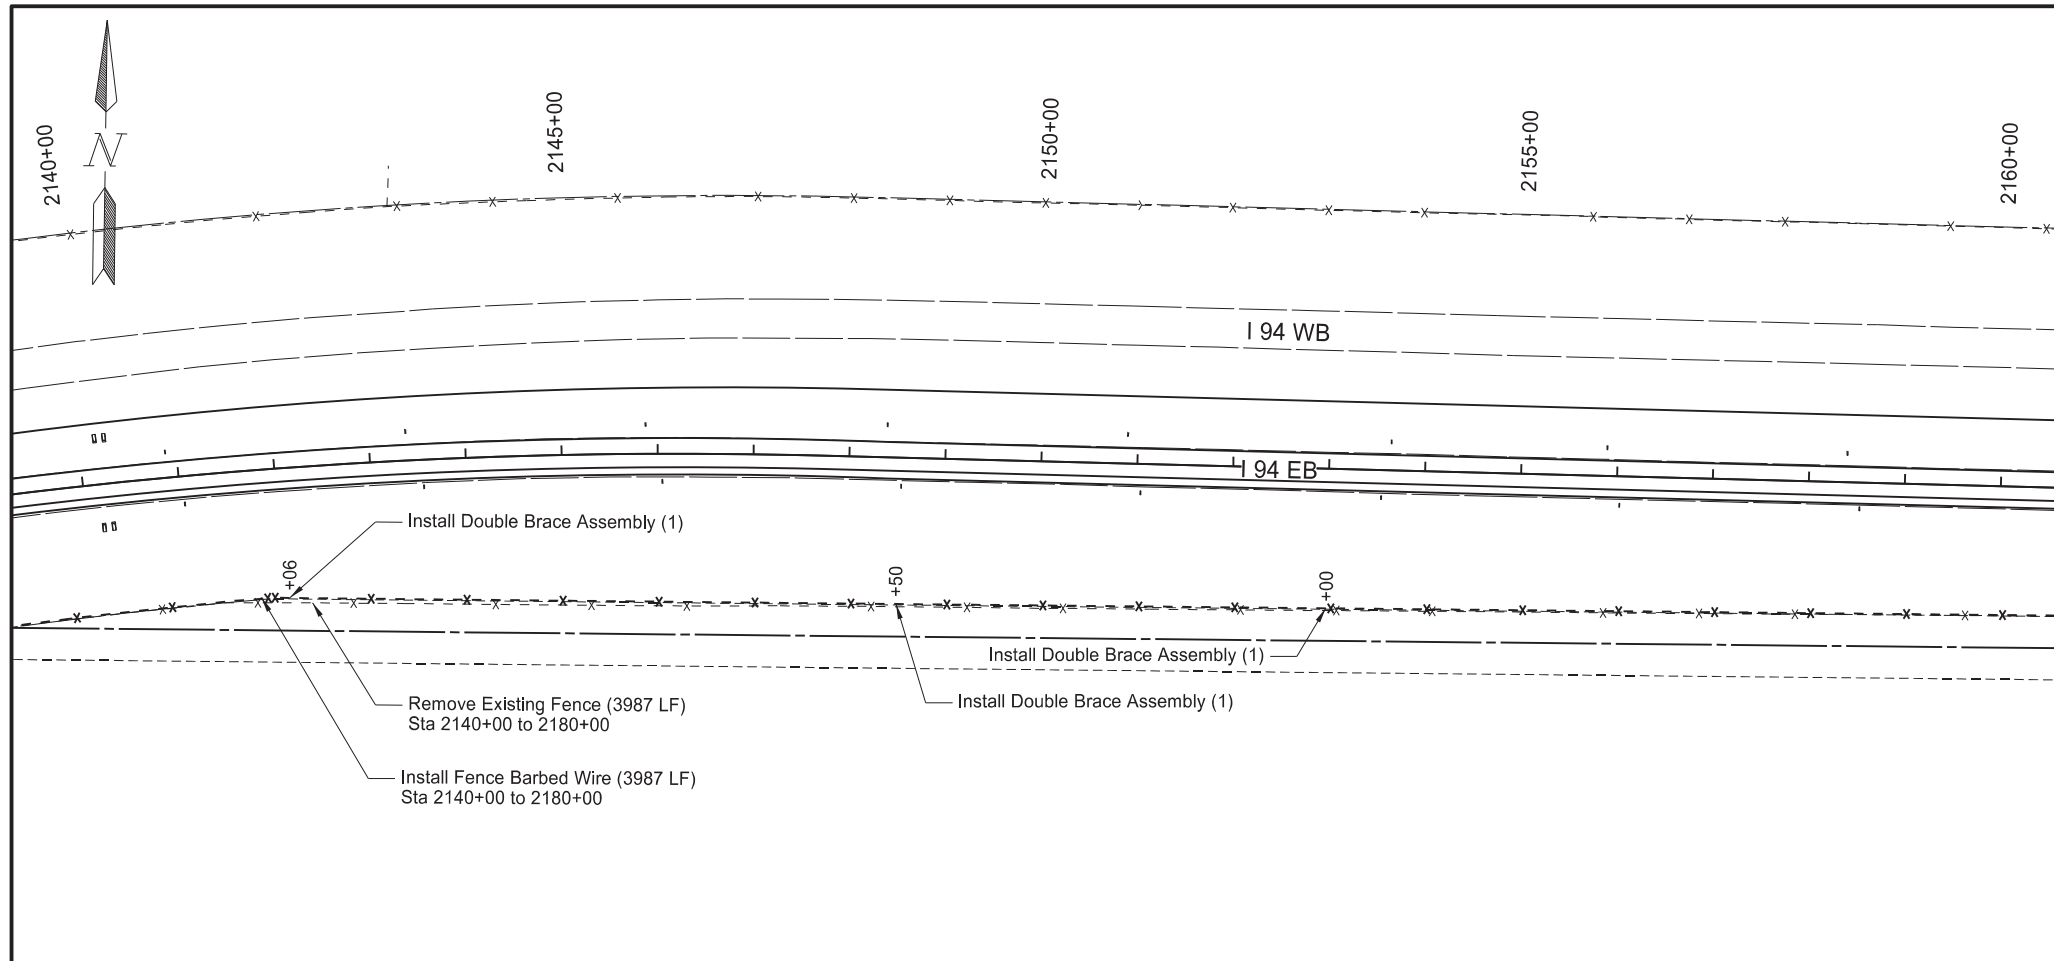 N
2140+00
2145+00
2150+00
2155+00
2160+00
I 94 WB
I 94 EB
Install Double Brace Assembly (1)
+06
+50
+00
Install Double Brace Assembly (1)
Install Double Brace Assembly (1)
Remove Existing Fence (3987 LF)
Sta 2140+00 to 2180+00
Install Fence Barbed Wire (3987 LF)
Sta 2140+00 to 2180+00